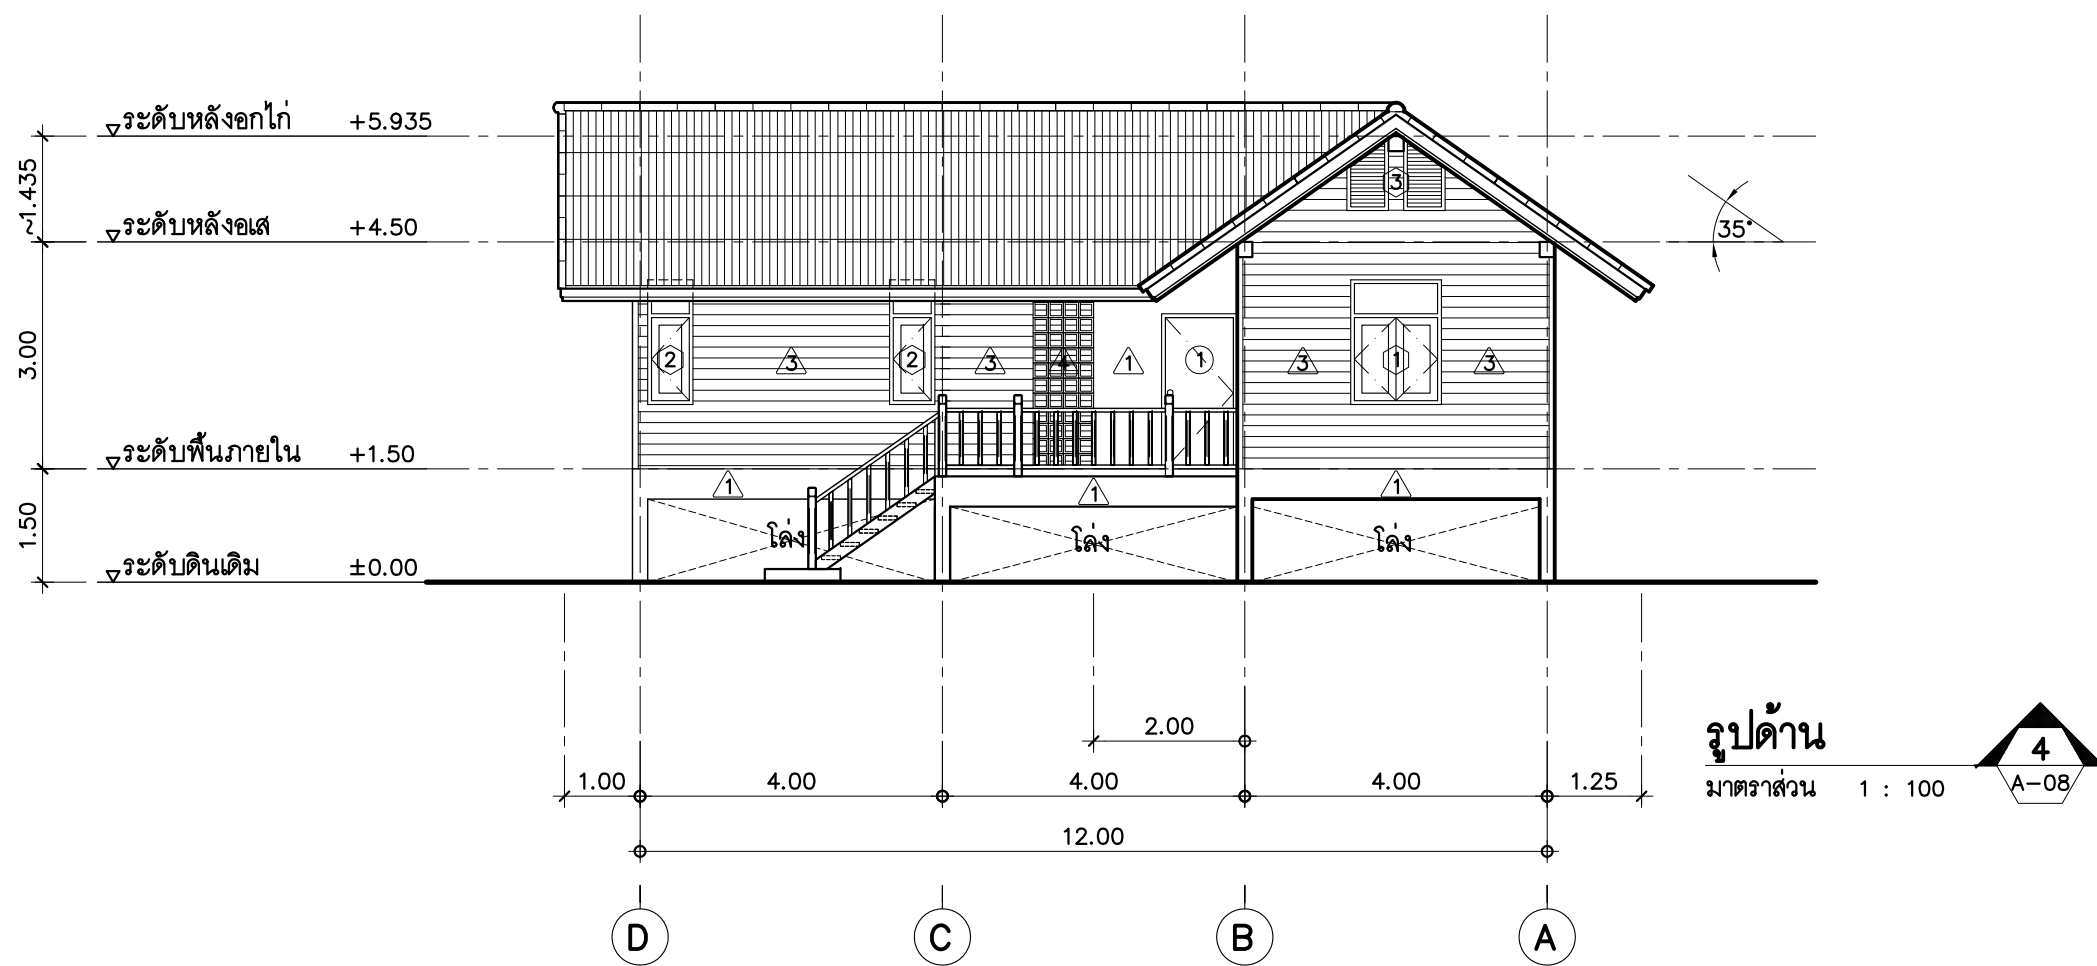 ระดับหลังอกไก่ +5.935
~1.435
ระดับหลังอเส +4.50
3
35°
3.00
2 3 2 3 4 1 1 3 1 3
ระดับพื้นภายใน +1.50
1 1 1
1.50
โล่ง โล่ง โล่ง
ระดับดินเดิม ±0.00
2.00
1.00 4.00 4.00 4.00 1.25
12.00
รูปด้าน 4
มาตราส่วน 1 : 100 A-08
D C B A